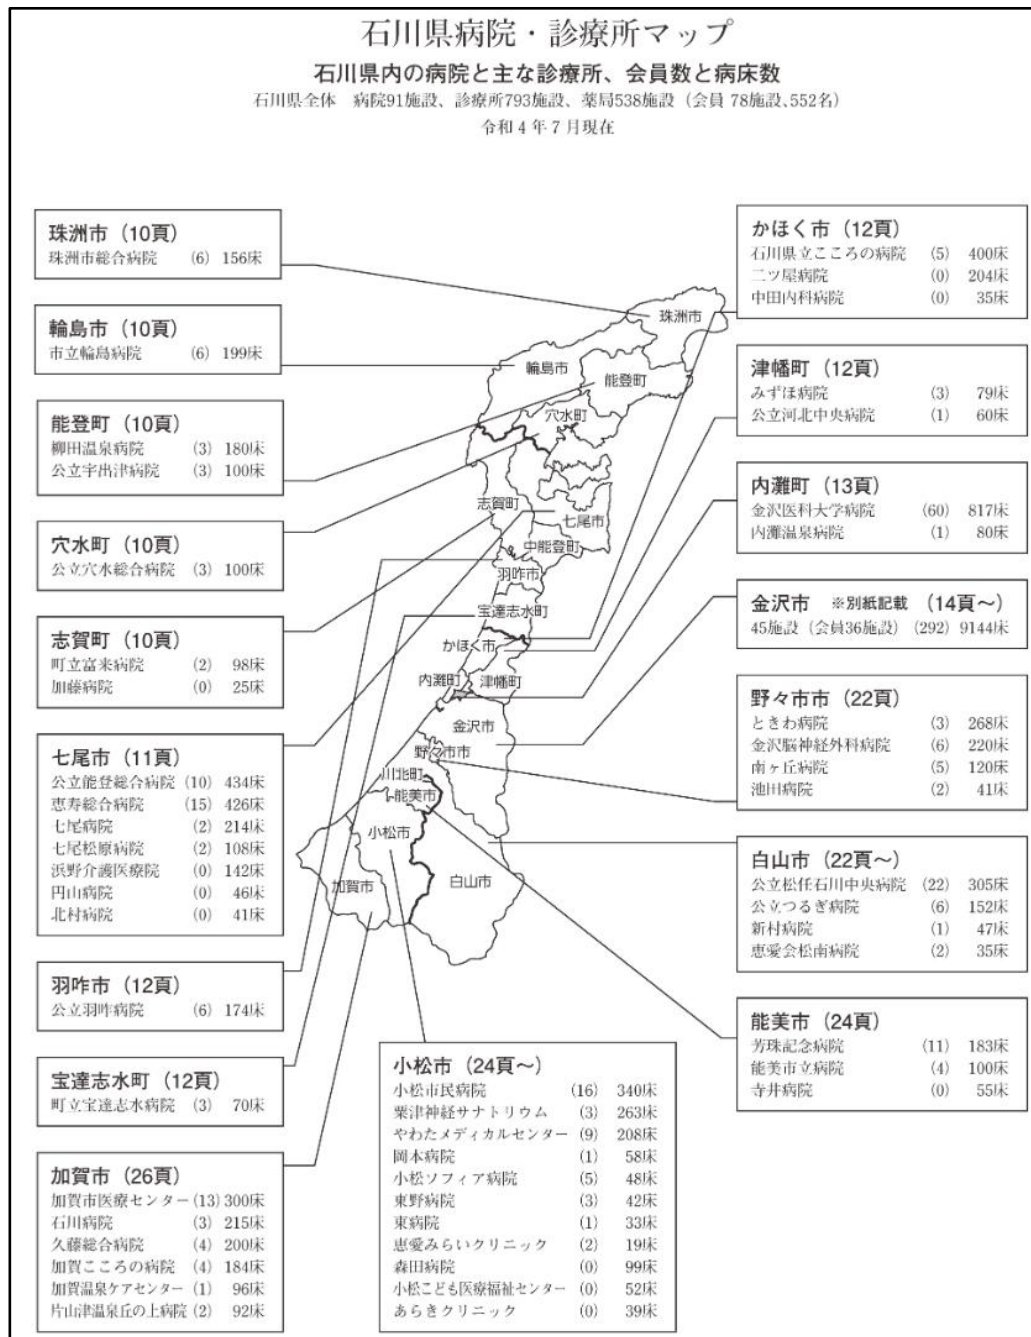 石川県病院・診療所マップ
石川県内の病院と主な診療所、会員数と病床数
石川県全体 病院91施設、診療所793施設、薬局538施設（会員 78施設、552名）
令和4年7月現在
珠洲市（10頁）
珠洲市総合病院 (6) 156床
輪島市（10頁）
市立輪島病院 (6) 199床
能登町（10頁）
柳田温泉病院 (3) 180床
公立宇出津病院 (3) 100床
穴水町（10頁）
公立穴水総合病院 (3) 100床
志賀町（10頁）
町立富来病院 (2) 98床
加藤病院 (0) 25床
七尾市（11頁）
公立能登総合病院 (10) 434床
恵寿総合病院 (15) 426床
七尾病院 (2) 214床
七尾松原病院 (2) 108床
浜野介護医療院 (0) 142床
円山病院 (0) 46床
北村病院 (0) 41床
羽咋市（12頁）
公立羽咋病院 (6) 174床
宝達志水町（12頁）
町立宝達志水病院 (3) 70床
加賀市（26頁）
加賀市医療センター (13) 300床
石川病院 (3) 215床
久藤総合病院 (4) 200床
加賀こころの病院 (4) 184床
加賀温泉ケアセンター (1) 96床
片山津温泉丘の上病院 (2) 92床
珠洲市
輪島市
能登町
穴水町
志賀町
七尾市
中能登町
羽咋市
宝達志水町
かほく市
内灘町
津幡町
金沢市
野々市市
川北町
能美市
小松市
加賀市
白山市
小松市（24頁～）
小松市民病院 (16) 340床
粟津神経サナトリウム (3) 263床
やわたメディカルセンター (9) 208床
岡本病院 (1) 58床
小松ソフィア病院 (5) 48床
東野病院 (3) 42床
東病院 (1) 33床
恵愛みらいクリニック (2) 19床
森田病院 (0) 99床
小松こども医療福祉センター (0) 52床
あらきクリニック (0) 39床
かほく市（12頁）
石川県立こころの病院 (5) 400床
二ツ屋病院 (0) 204床
中田内科病院 (0) 35床
津幡町（12頁）
みずほ病院 (3) 79床
公立河北中央病院 (1) 60床
内灘町（13頁）
金沢医科大学病院 (60) 817床
内灘温泉病院 (1) 80床
金沢市 ※別紙記載（14頁～）
45施設（会員36施設） (292) 9144床
野々市市（22頁）
ときわ病院 (3) 268床
金沢脳神経外科病院 (6) 220床
南ヶ丘病院 (5) 120床
池田病院 (2) 41床
白山市（22頁～）
公立松任石川中央病院 (22) 305床
公立つるぎ病院 (6) 152床
新村病院 (1) 47床
恵愛会松南病院 (2) 35床
能美市（24頁）
芳珠記念病院 (11) 183床
能美市立病院 (4) 100床
寺井病院 (0) 55床